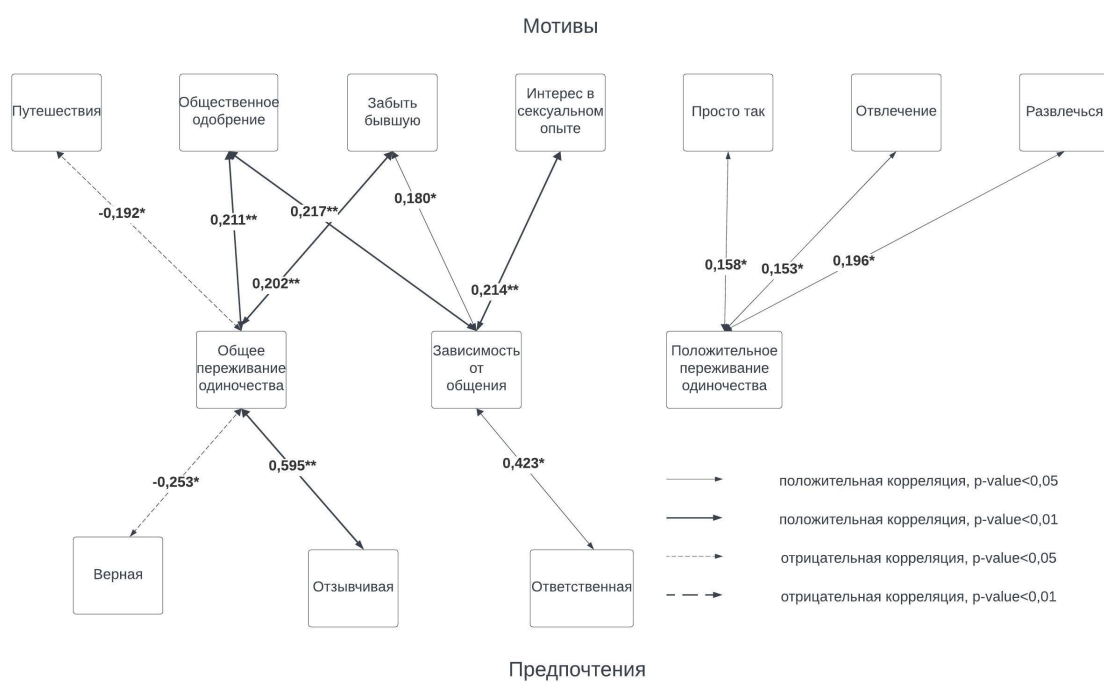 Мотивы
Путешествия
Общественное
одобрение
Забыть
бывшую
Интерес в
сексуальном
опыте
Просто так
Отвлечение
Развлечься
-0,192*
0,211**
0,217**
0,180*
0,202**
0,214**
0,158*
0,153*
0,196*
Общее
переживание
одиночества
Зависимость
от
общения
Положительное
переживание
одиночества
-0,253*
0,595**
0,423*
Верная
Отзывчивая
Ответственная
положительная корреляция, p-value<0,05
положительная корреляция, p-value<0,01
отрицательная корреляция, p-value<0,05
отрицательная корреляция, p-value<0,01
Предпочтения